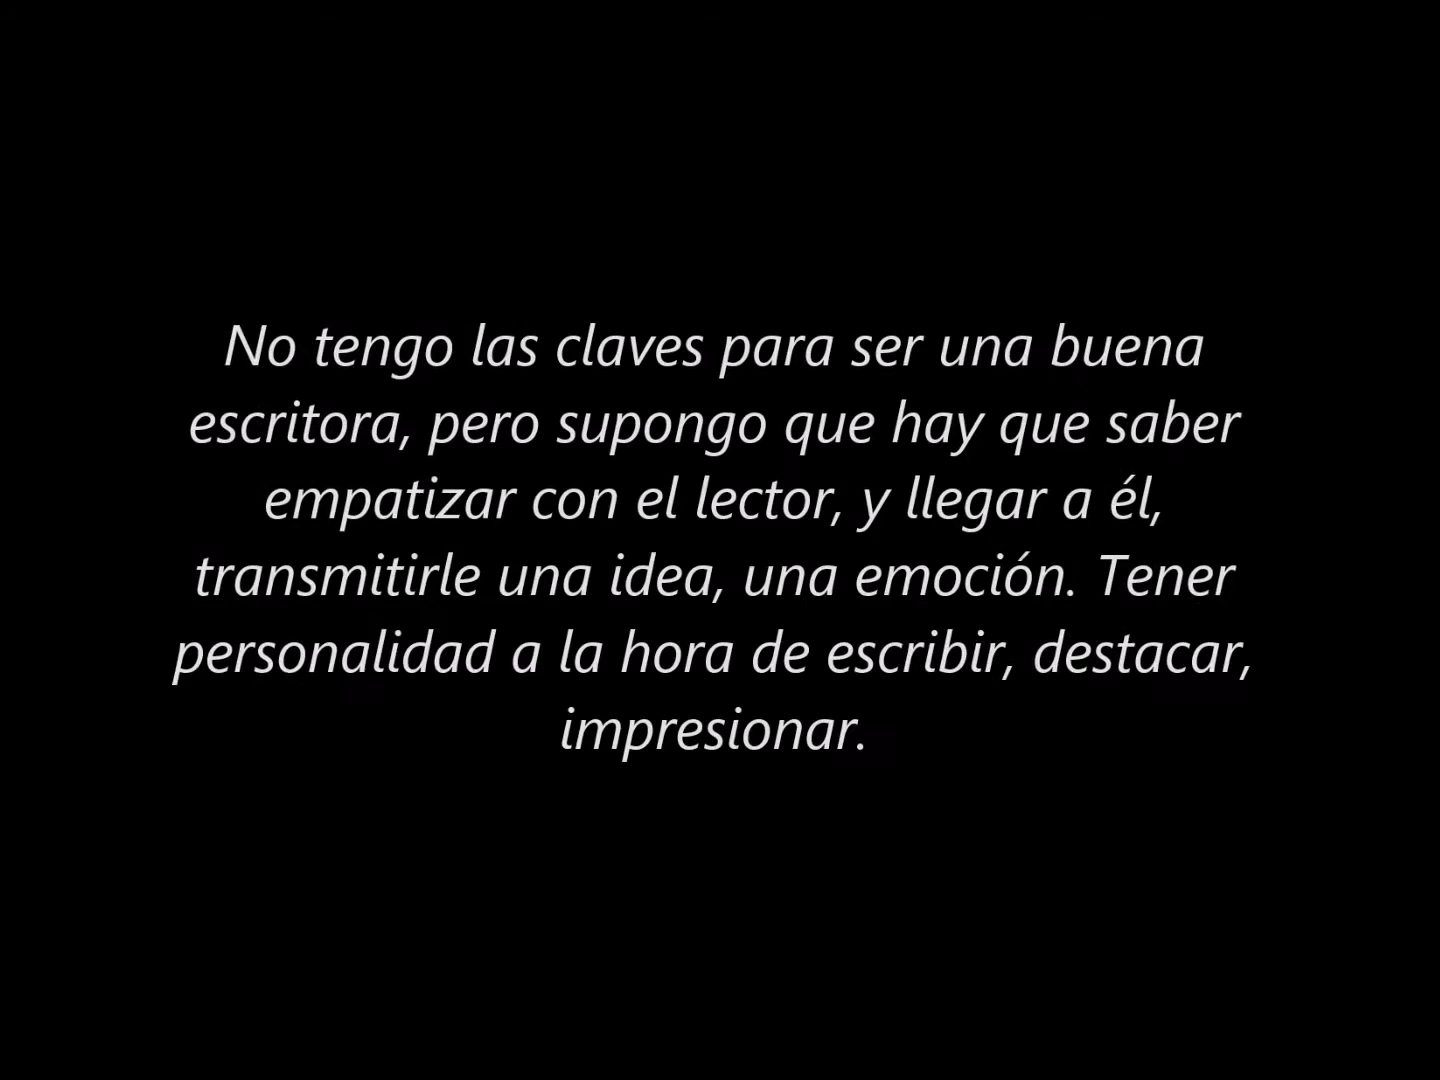 No tengo las claves para ser una buena
escritora, pero supongo que hay que saber
empatizar con el lector, y llegar a él,
transmitirle una idea, una emoción. Tener
personalidad a la hora de escribir, destacar,
impresionar.